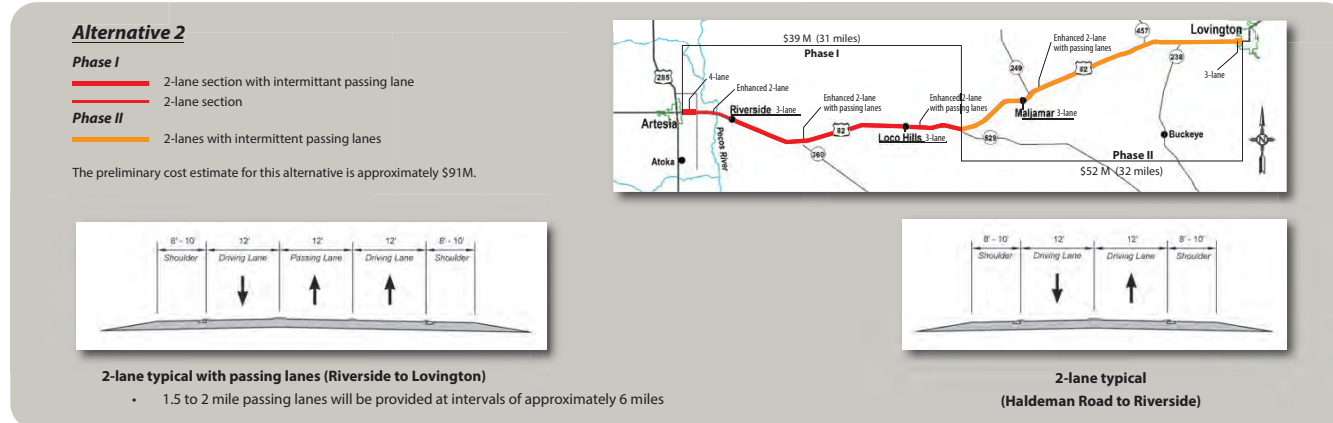 Alternative 2
Phase I
2-lane section with intermittant passing lane
2-lane section
Phase II
2-lanes with intermittent passing lanes
The preliminary cost estimate for this alternative is approximately $91M.
$39 M (31 miles)
Phase I
285
4-lane
Enhanced 2-lane
Artesia
Riverside 3-lane
Pecos River
Atoka
Enhanced 2-lane
with passing lanes
82
360
Loco Hills 3-lane
Enhanced 2-lane
with passing lanes
249
529
Maljamar 3-lane
Enhanced 2-lane
with passing lanes
82
457
Lovington
238
3-lane
Buckeye
N
Phase II
$52 M (32 miles)
8' - 10' 12' 12' 12' 8' - 10'
Shoulder Driving Lane Passing Lane Driving Lane Shoulder
2-lane typical with passing lanes (Riverside to Lovington)
• 1.5 to 2 mile passing lanes will be provided at intervals of approximately 6 miles
8' - 10' 12' 12' 8' - 10'
Shoulder Driving Lane Driving Lane Shoulder
2-lane typical
(Haldeman Road to Riverside)